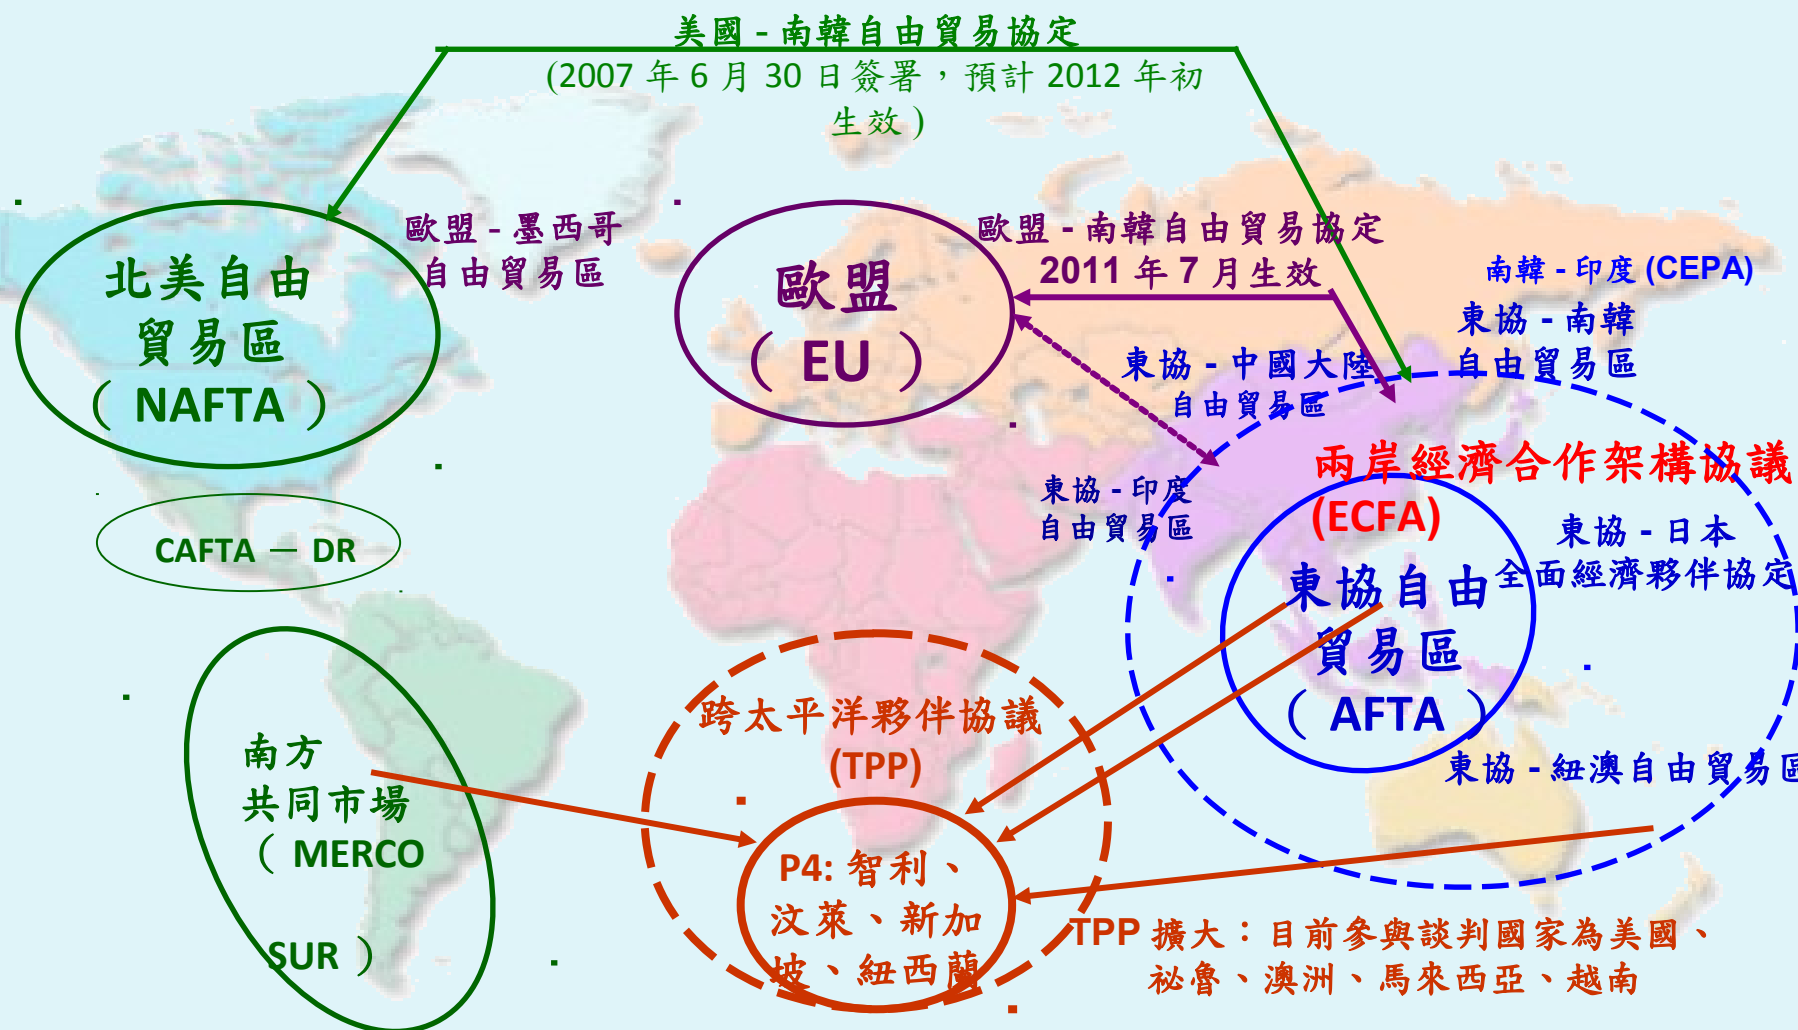 美國 - 南韓自由貿易協定
(2007 年 6 月 30 日簽署，預計 2012 年初
生效 )
歐盟 - 墨西哥
自由貿易區
歐盟 - 南韓自由貿易協定
2011 年 7 月生效
南韓 - 印度 (CEPA)
東協 - 南韓
自由貿易區
北美自由
貿易區
（ NAFTA ）
歐盟
（ EU ）
東協 - 中國大陸
自由貿易區
兩岸經濟合作架構協議
(ECFA)
東協 - 印度
自由貿易區
東協 - 日本
全面經濟夥伴協定
CAFTA － DR
東協自由
貿易區
（ AFTA ）
跨太平洋夥伴協議
(TPP)
南方
共同市場
（ MERCO
SUR ）
東協 - 紐澳自由貿易區
P4: 智利、
汶萊、新加
坡、紐西蘭
TPP 擴大：目前參與談判國家為美國、
祕魯、澳洲、馬來西亞、越南